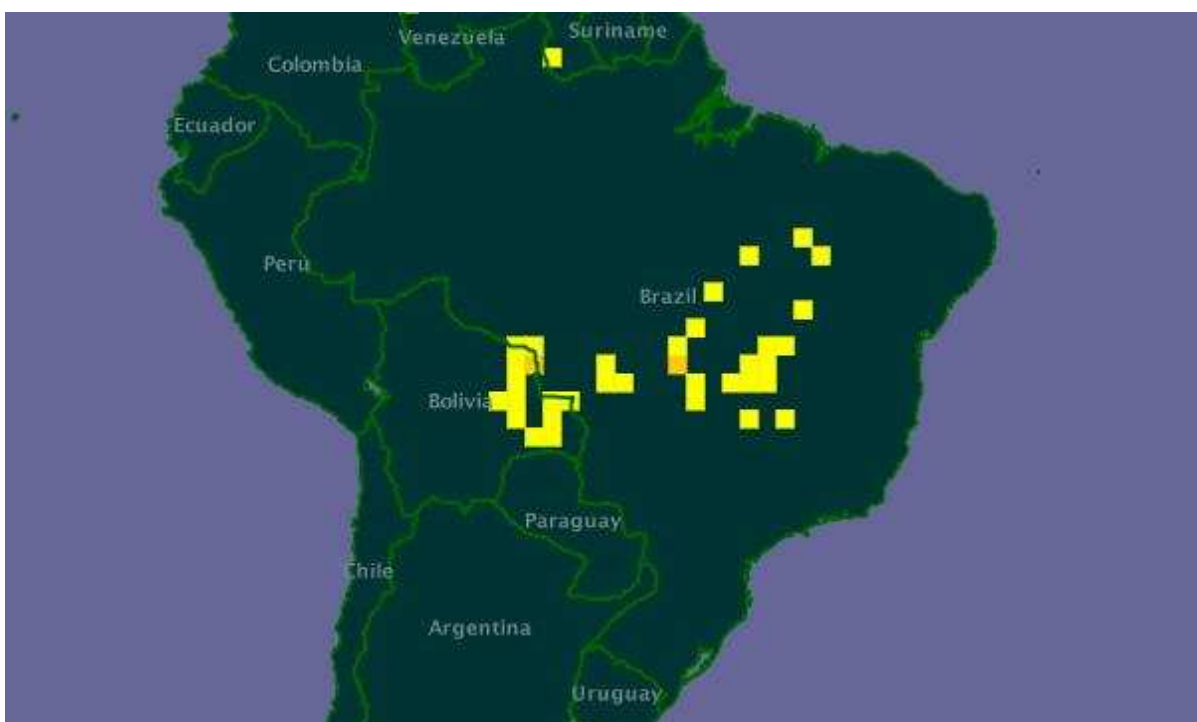 Venezuela
Suriname
Colombia
Ecuador
Peru
Brazil
Bolivia
Paraguay
Chile
Argentina
Uruguay